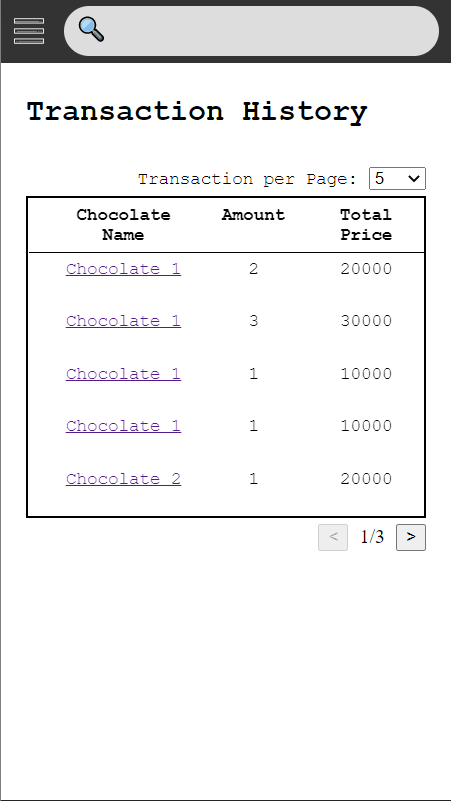 Transaction History
Transaction per Page: 5
Chocolate Name Amount Total Price
Chocolate 1 2 20000
Chocolate 1 3 30000
Chocolate 1 1 10000
Chocolate 1 1 10000
Chocolate 2 1 20000
< 1/3 >